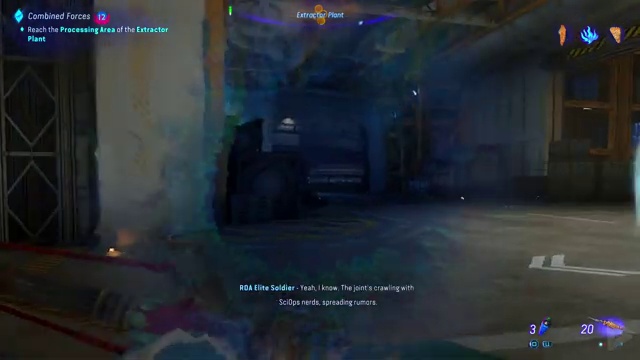 Combined Forces 12
Extractor Plant
Reach the Processing Area of the Extractor
Plant
RDA Elite Soldier - Yeah, I know. The joint's crawling with
SciOps nerds, spreading rumors.
3
20